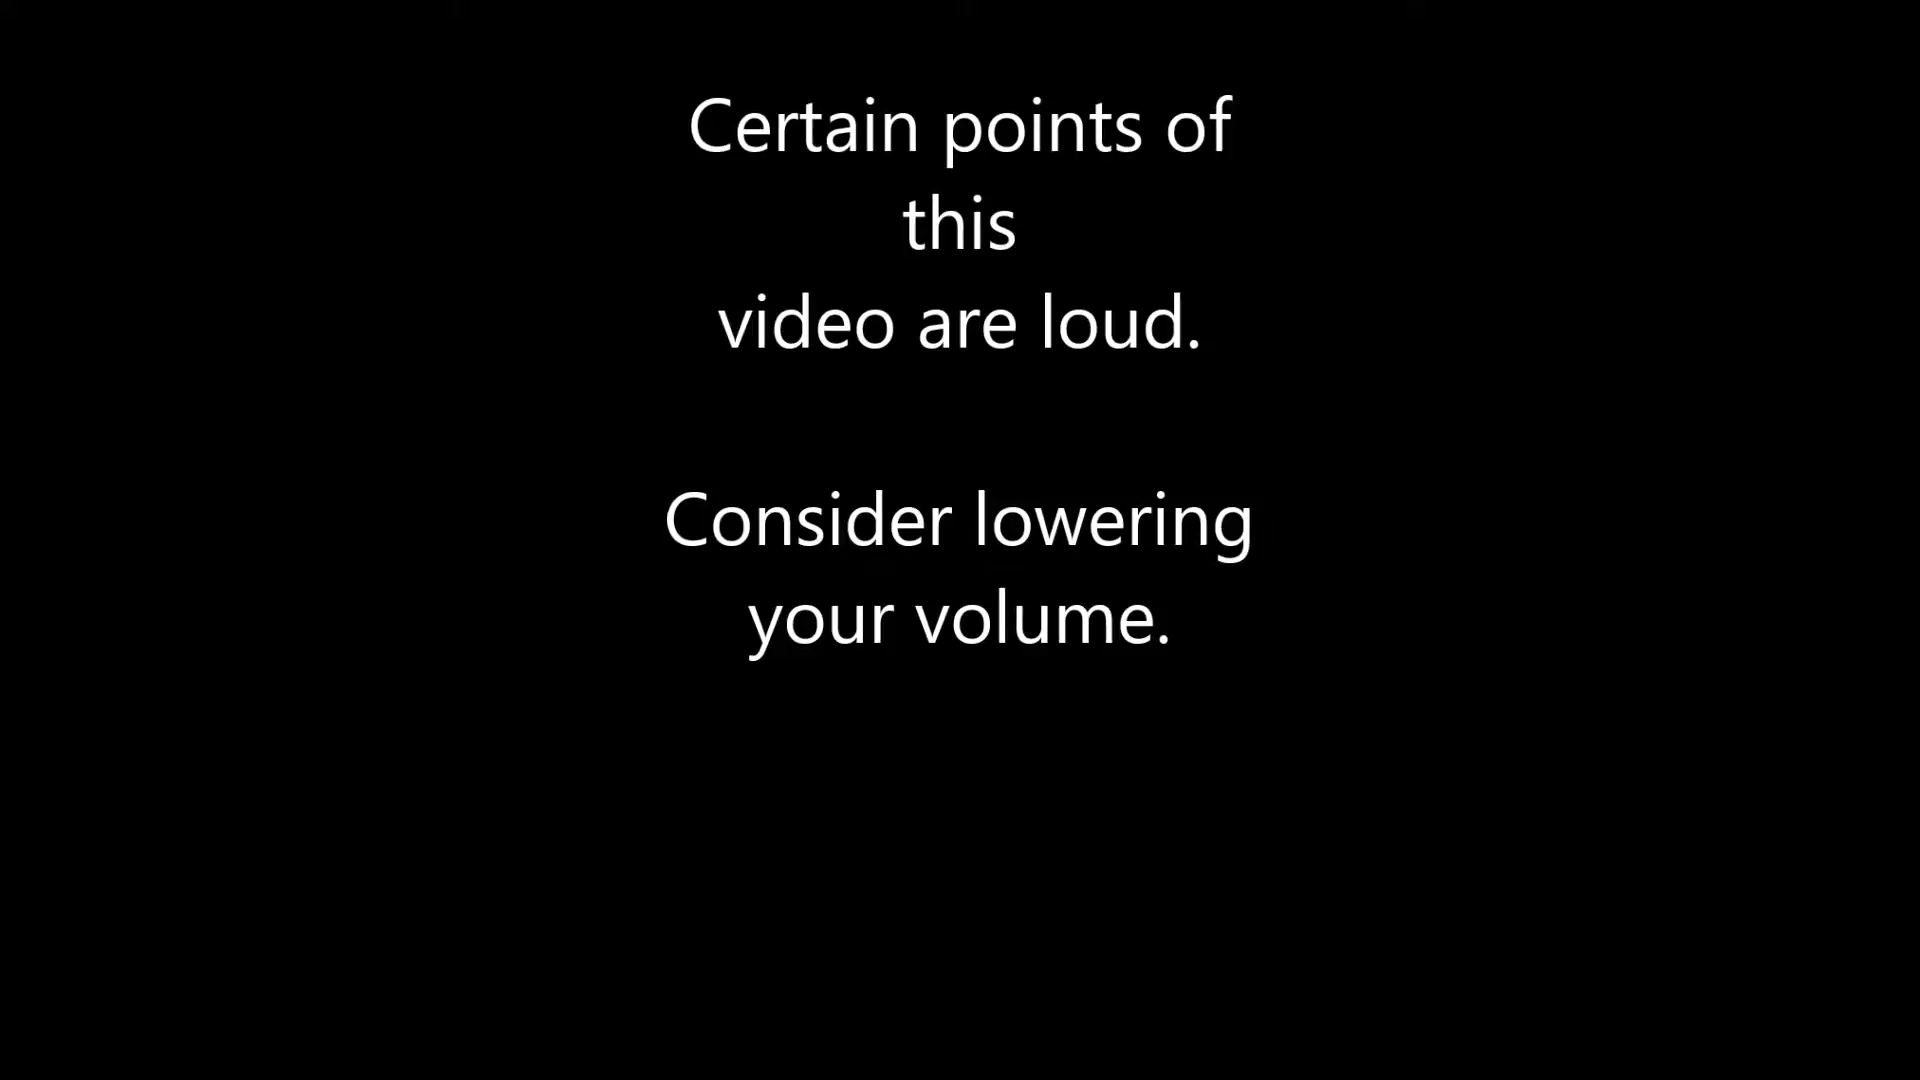 Certain points of
this
video are loud.
Consider lowering
your volume.